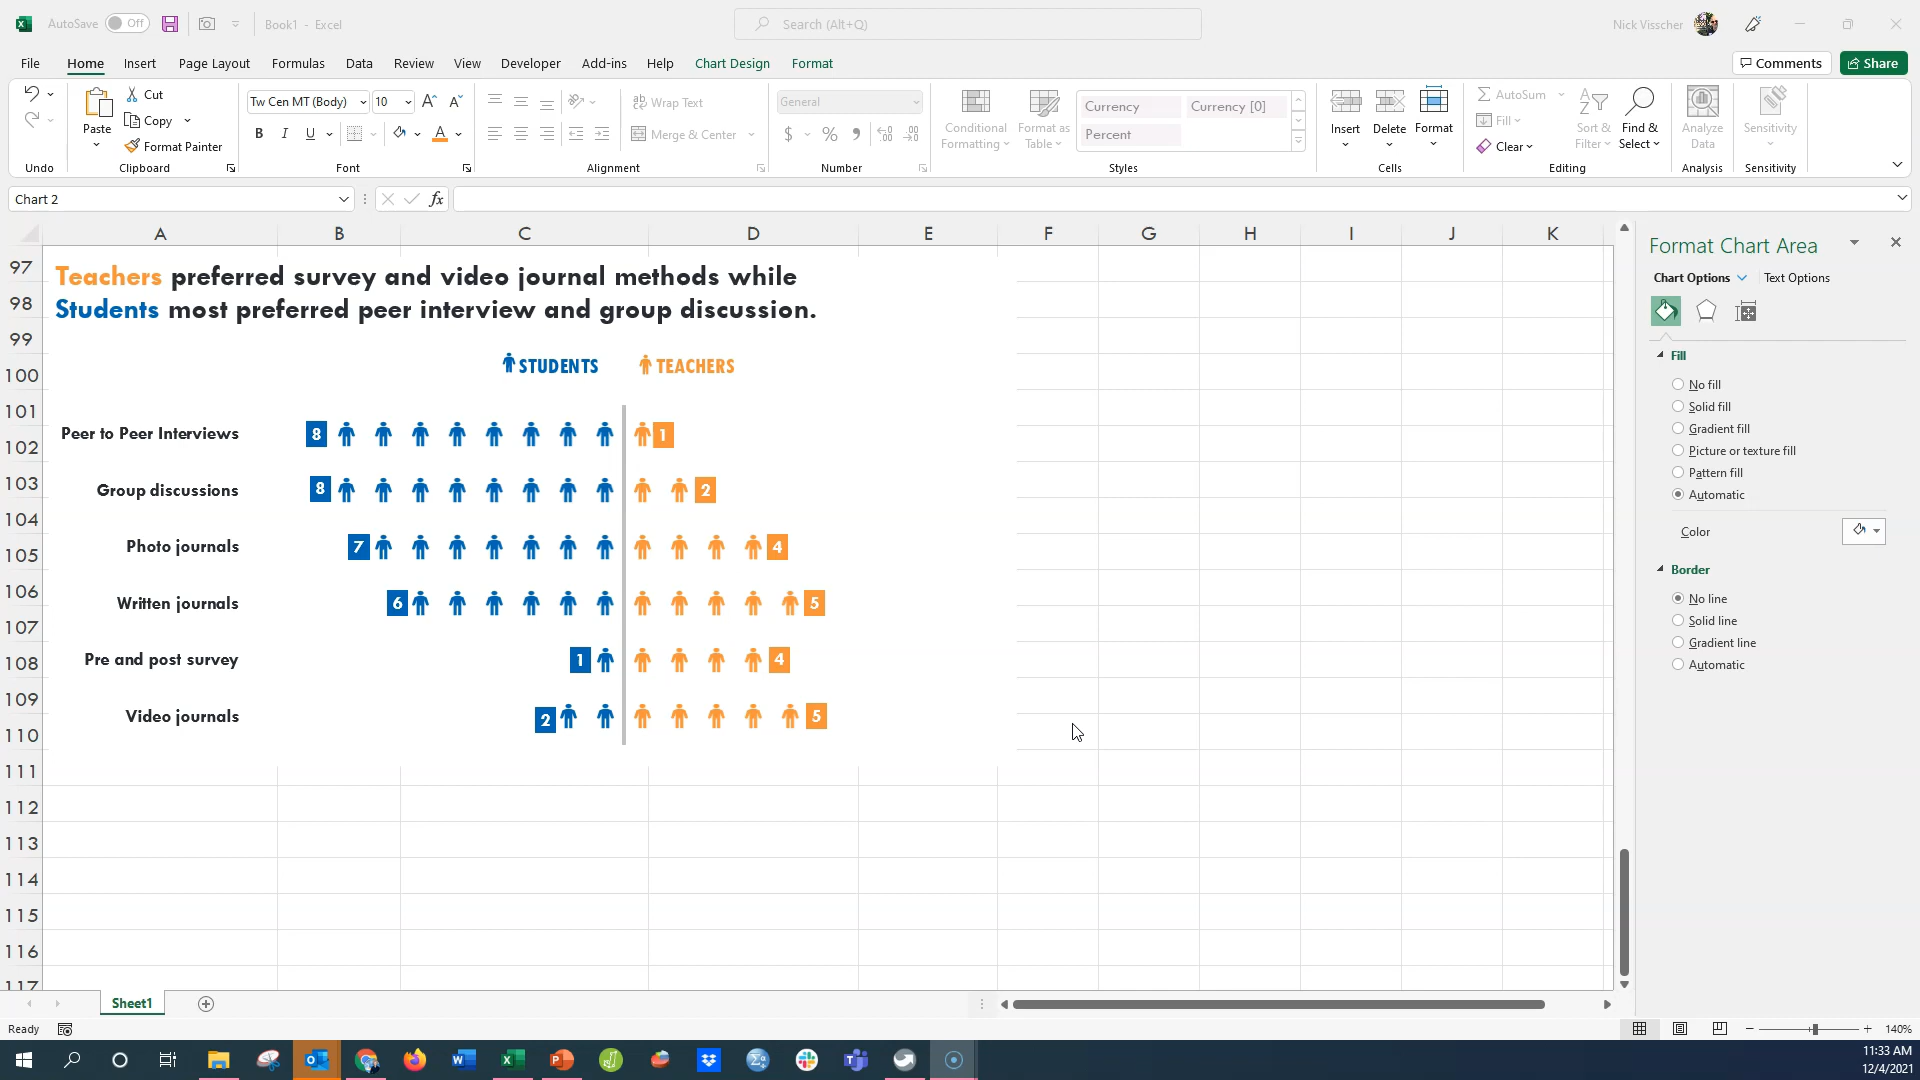 AutoSave Off Book1 - Excel Search (Alt+Q) Nick Visscher
File Home Insert Page Layout Formulas Data Review View Developer Add-ins Help Chart Design Format Comments Share
Cut
Copy
Format Painter
Paste
Undo Clipboard
Tw Cen MT (Body) 10
B I U
Font
Wrap Text
Merge & Center
Alignment
General
$ % ,
Number
Conditional Formatting
Format as Table
Currency Currency [0]
Percent
Styles
Insert Delete Format
Cells
AutoSum
Fill
Clear
Sort & Filter
Find & Select
Editing
Analyze Data
Analysis
Sensitivity
Sensitivity
Chart 2 fx
A B C D E F G H I J K
97
98
99
100
101
102
103
104
105
106
107
108
109
110
111
112
113
114
115
116
117
Teachers preferred survey and video journal methods while
Students most preferred peer interview and group discussion.
STUDENTS TEACHERS
Peer to Peer Interviews 8 1
Group discussions 8 2
Photo journals 7 4
Written journals 6 5
Pre and post survey 1 4
Video journals 2 5
Format Chart Area
Chart Options Text Options
Fill
No fill
Solid fill
Gradient fill
Picture or texture fill
Pattern fill
Automatic
Color
Border
No line
Solid line
Gradient line
Automatic
Sheet1
Ready 140%
11:33 AM
12/4/2021